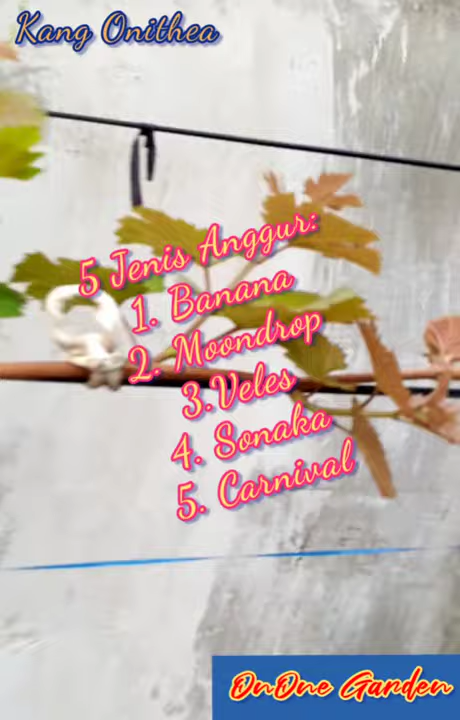 Kang Onithea
5 Jenis Anggur:
1. Banana
2. Moondrop
3.Veles
4. Sonaka
5. Carnival
OnOne Garden